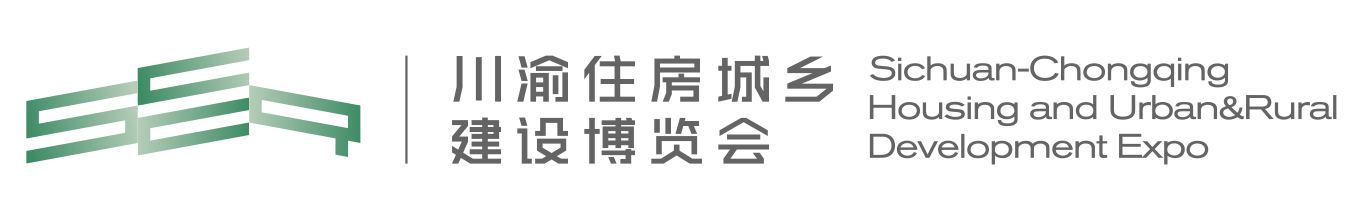 川渝住房城乡
建设博览会
Sichuan-Chongqing
Housing and Urban&Rural
Development Expo